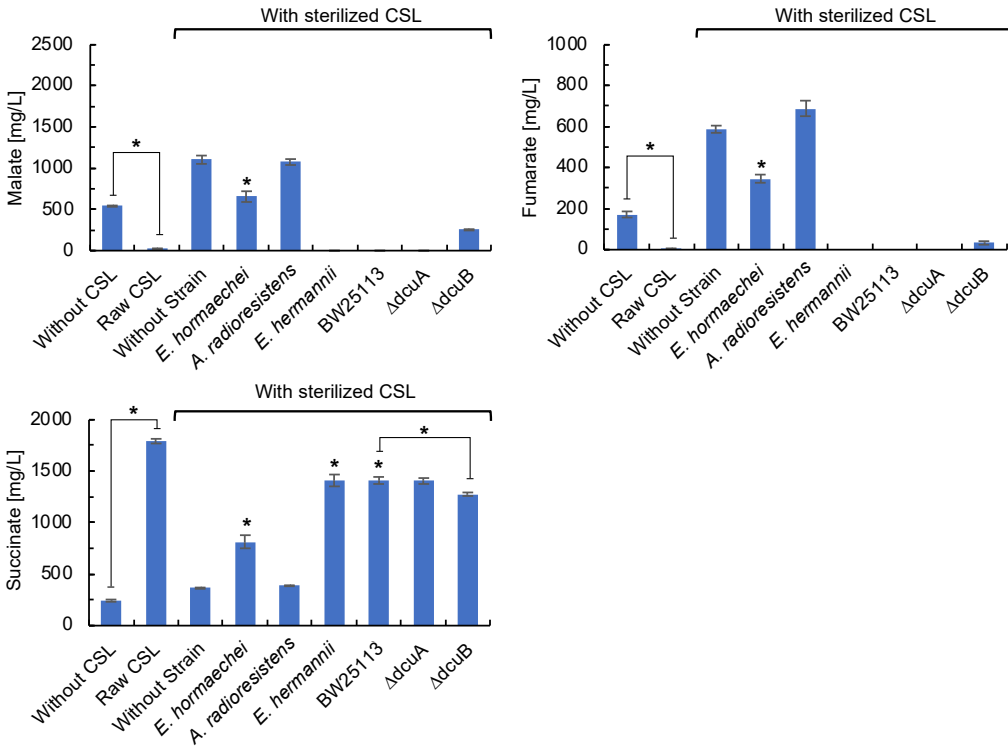 With sterilized CSL
Malate [mg/L]
2500
2000
1500
1000
500
0
*
*
Without CSL
Raw CSL
Without Strain
E. hormaechei
A. radioresistens
E. hermannii
BW25113
ΔdcuA
ΔdcuB
With sterilized CSL
Fumarate [mg/L]
1000
800
600
400
200
0
*
*
Without CSL
Raw CSL
Without Strain
E. hormaechei
A. radioresistens
E. hermannii
BW25113
ΔdcuA
ΔdcuB
With sterilized CSL
Succinate [mg/L]
2000
1500
1000
500
0
*
*
*
*
*
Without CSL
Raw CSL
Without Strain
E. hormaechei
A. radioresistens
E. hermannii
BW25113
ΔdcuA
ΔdcuB